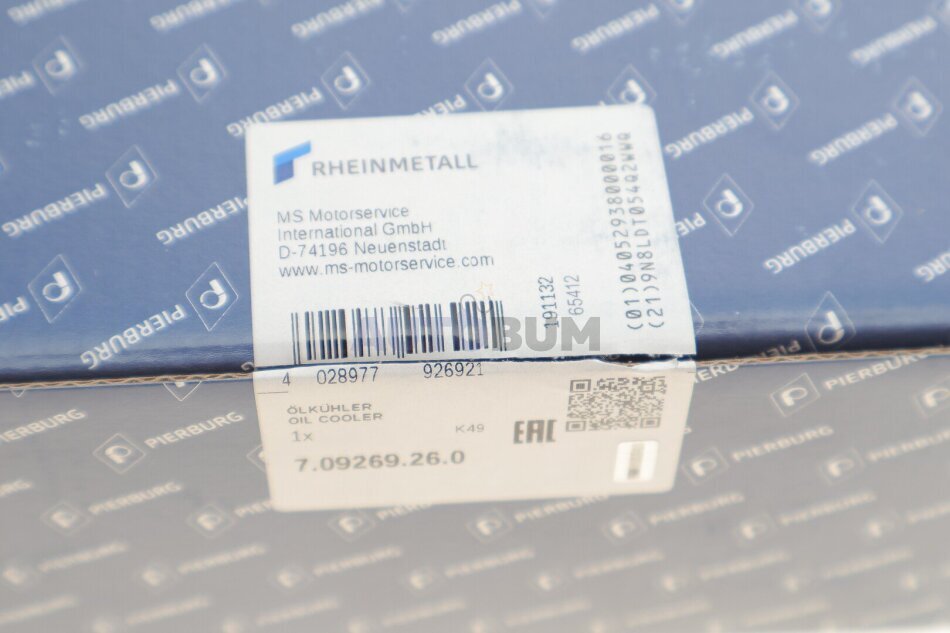 RHEINMETALL
MS Motorservice
International GmbH
D-74196 Neuenstadt
www.ms-motorservice.com
4 028977 926921
191132
65412
(01)04052938000016
(21)9N8LDT054Q2WWQ
ÖLKÜHLER
OIL COOLER
1x
K49
EAC
7.09269.26.0
PIERBURG